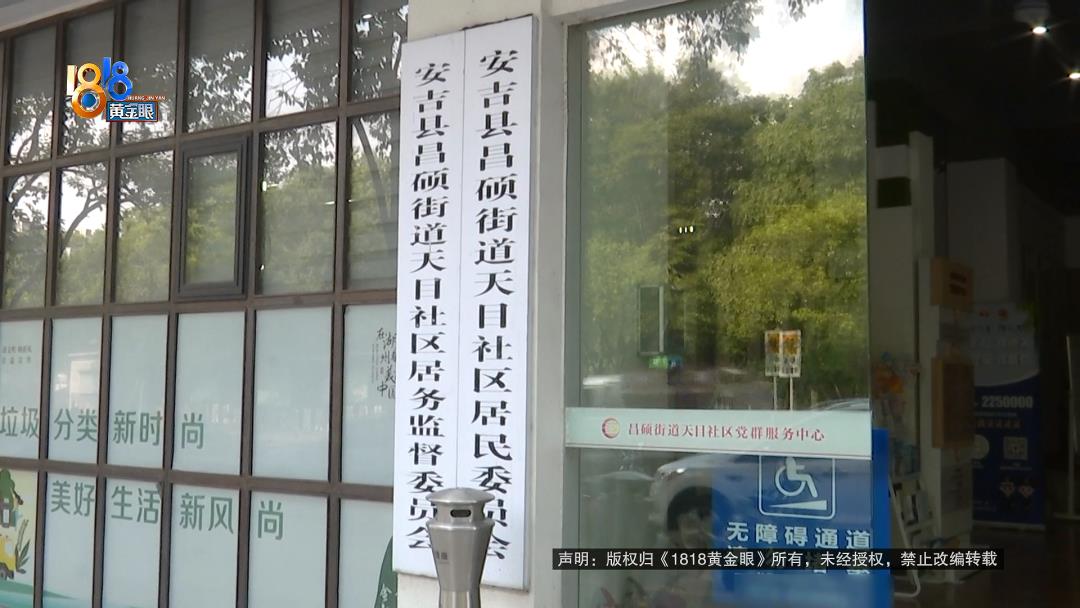 1818
HUANG JIN YAN
黄金眼
安吉县昌硕街道天目社区居民委员会
安吉县昌硕街道天目社区居务监督委员会
垃圾分类新时尚
美好生活新风尚
昌硕街道天目社区党群服务中心
2250000
无障碍通道
声明：版权归《1818黄金眼》所有，未经授权，禁止改编转载